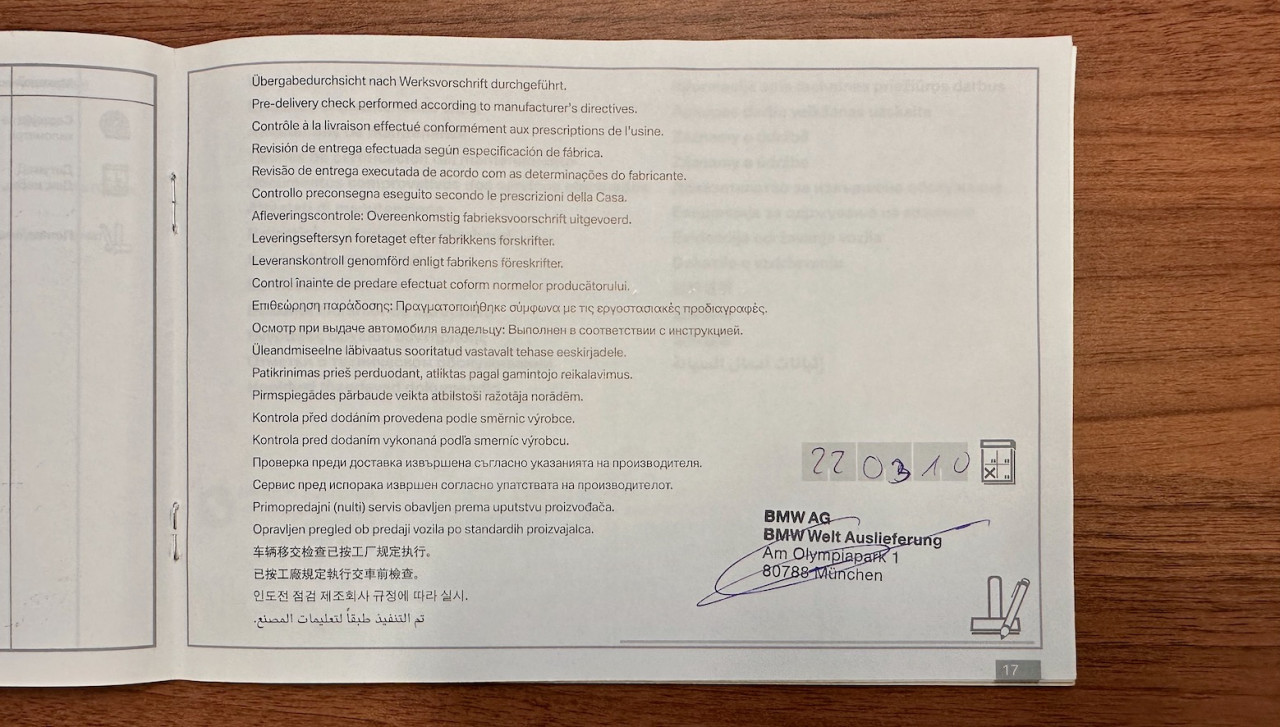 Übergabedurchsicht nach Werksvorschrift durchgeführt.
Pre-delivery check performed according to manufacturer's directives.
Contrôle à la livraison effectué conformément aux prescriptions de l'usine.
Revisión de entrega efectuada según especificación de fábrica.
Revisão de entrega executada de acordo com as determinações do fabricante.
Controllo preconsegna eseguito secondo le prescrizioni della Casa.
Afleveringscontrole: Overeenkomstig fabrieksvoorschrift uitgevoerd.
Leveringseftersyn foretaget efter fabrikkens forskrifter.
Leveranskontroll genomförd enligt fabrikens föreskrifter.
Control înainte de predare efectuat coform normelor producătorului.
Επιθεώρηση παράδοσης: Πραγματοποιήθηκε σύμφωνα με τις εργοστασιακές προδιαγραφές.
Осмотр при выдаче автомобиля владельцу: Выполнен в соответствии с инструкцией.
Üleandmiseelne läbivaatus sooritatud vastavalt tehase eeskirjadele.
Patikrinimas prieš perduodant, atliktas pagal gamintojo reikalavimus.
Pirmspiegādes pārbaude veikta atbilstoši ražotāja norādēm.
Kontrola před dodáním provedena podle směrnic výrobce.
Kontrola pred dodaním vykonaná podľa smerníc výrobcu.
Проверка преди доставка извършена съгласно указанията на производителя.
Сервис пред испорака извршен согласно упатствата на производителот.
Primopredajni (nulti) servis obavljen prema uputstvu proizvođača.
Opravljen pregled ob predaji vozila po standardih proizvajalca.
车辆移交检查已按工厂规定执行。
已按工廠規定執行交車前檢查。
인도전 점검 제조회사 규정에 따라 실시.
تم التنفيذ طبقاً لتعليمات المصنع.
22 03 10
BMW AG
BMW Welt Auslieferung
Am Olympiapark 1
80788 München
17